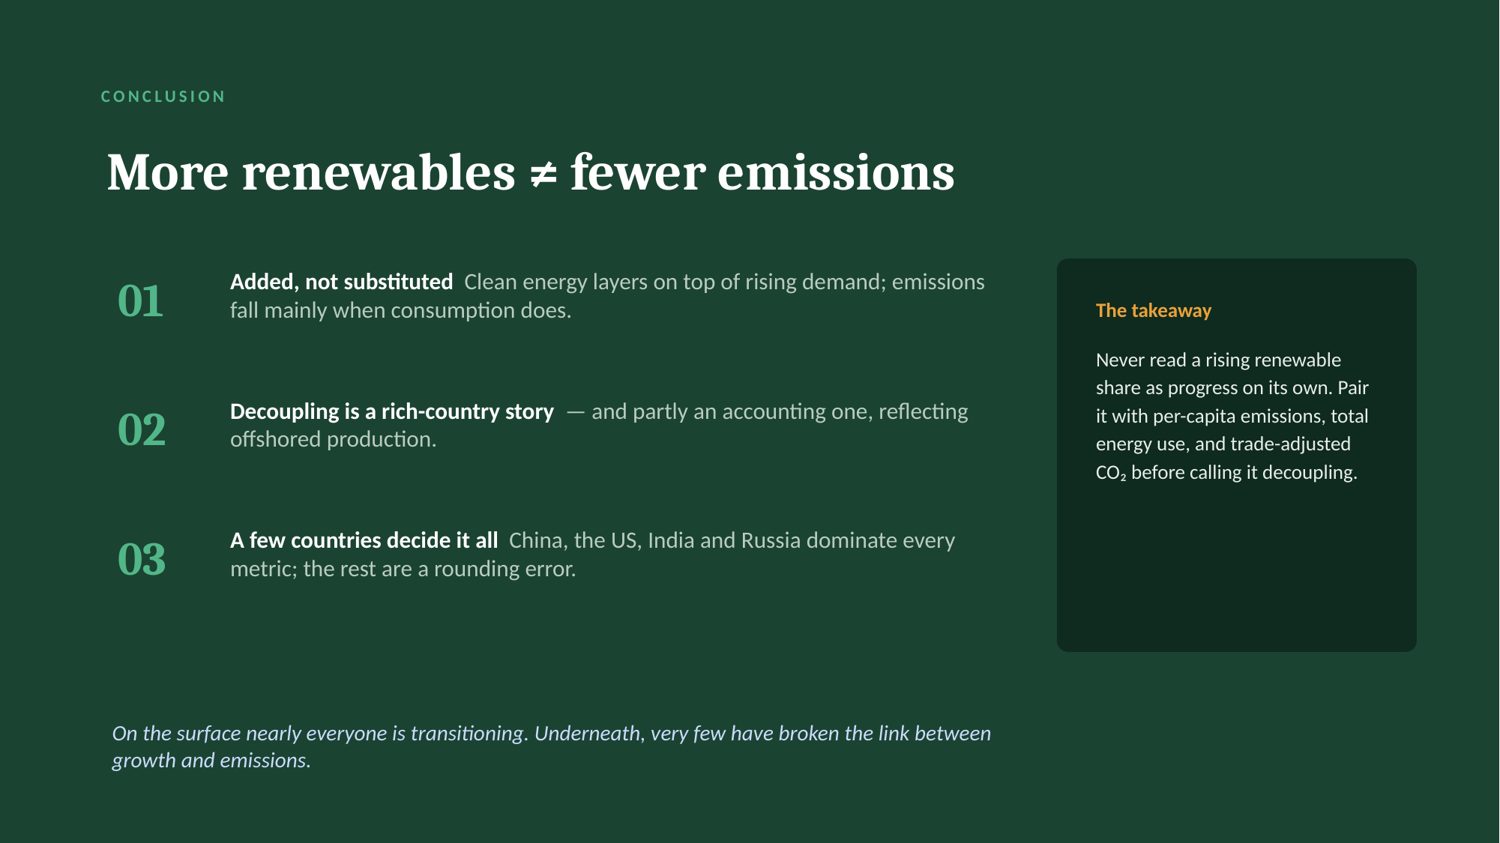 CONCLUSION
More renewables ≠ fewer emissions
01
Added, not substituted Clean energy layers on top of rising demand; emissions
fall mainly when consumption does.
02
Decoupling is a rich-country story — and partly an accounting one, reflecting
offshored production.
03
A few countries decide it all China, the US, India and Russia dominate every
metric; the rest are a rounding error.
The takeaway
Never read a rising renewable
share as progress on its own. Pair
it with per-capita emissions, total
energy use, and trade-adjusted
CO₂ before calling it decoupling.
On the surface nearly everyone is transitioning. Underneath, very few have broken the link between
growth and emissions.